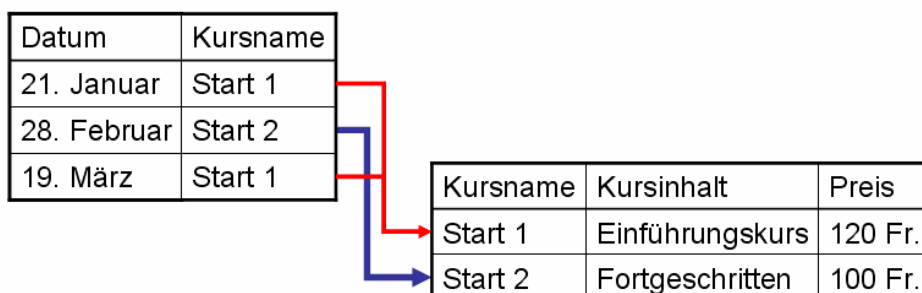 Datum Kursname
21. Januar Start 1
28. Februar Start 2
19. März Start 1
Kursname Kursinhalt Preis
Start 1 Einführungskurs 120 Fr.
Start 2 Fortgeschritten 100 Fr.